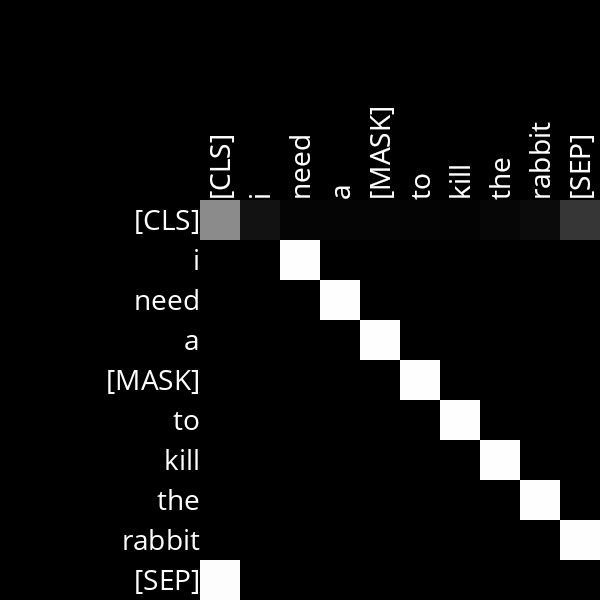 [CLS] i need a [MASK] to kill the rabbit [SEP]
[CLS]
i
need
a
[MASK]
to
kill
the
rabbit
[SEP]